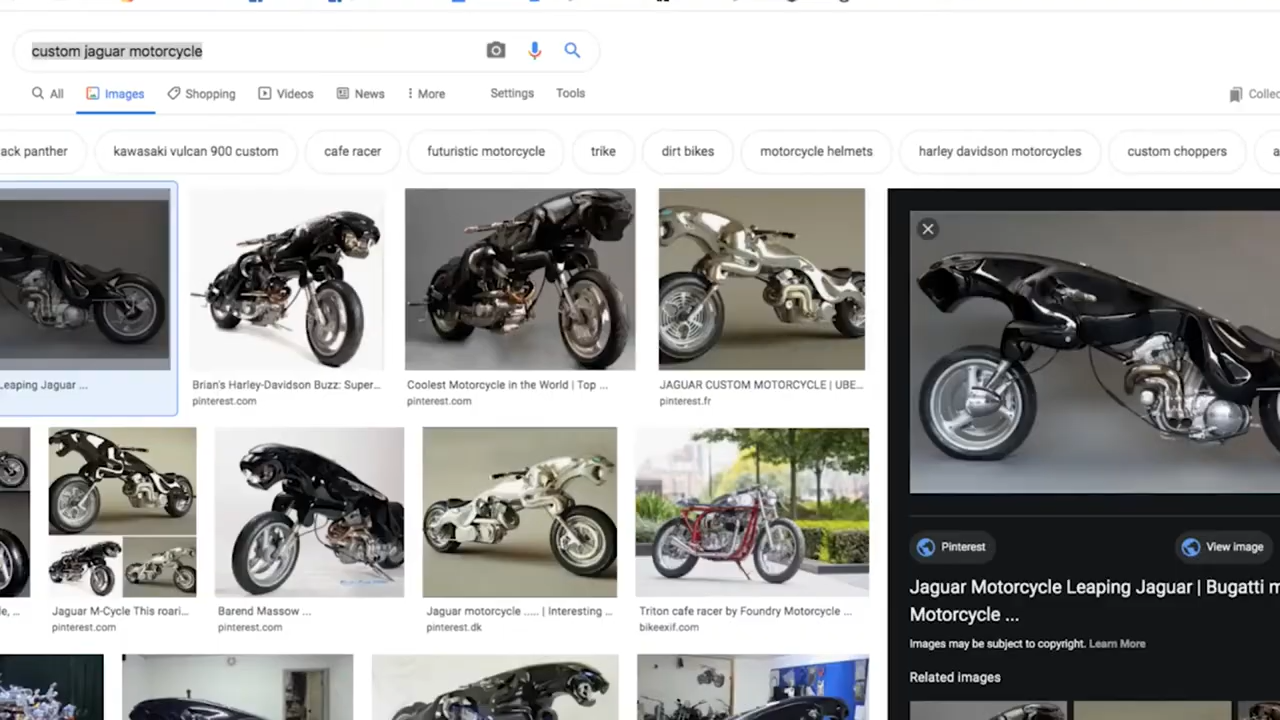 custom jaguar motorcycle
All
Images
Shopping
Videos
News
More
Settings
Tools
Collec
ack panther
kawasaki vulcan 900 custom
cafe racer
futuristic motorcycle
trike
dirt bikes
motorcycle helmets
harley davidson motorcycles
custom choppers
a
Leaping Jaguar ...
Brian's Harley-Davidson Buzz: Super...
pinterest.com
Coolest Motorcycle in the World | Top ...
pinterest.com
JAGUAR CUSTOM MOTORCYCLE | UBE...
pinterest.fr
le, ...
Jaguar M-Cycle This roari...
pinterest.com
Barend Massow ...
pinterest.com
Jaguar motorcycle ..... | Interesting ...
pinterest.dk
Triton cafe racer by Foundry Motorcycle ...
bikeexif.com
Pinterest
View image
Jaguar Motorcycle Leaping Jaguar | Bugatti m
Motorcycle ...
Images may be subject to copyright. Learn More
Related images